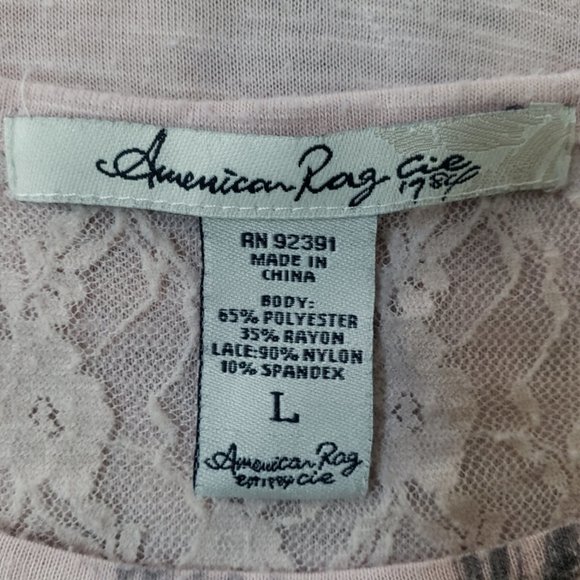 American Rag Cie
1984
RN 92391
MADE IN
CHINA
BODY:
65% POLYESTER
35% RAYON
LACE:90% NYLON
10% SPANDEX
L
American Rag
Cie